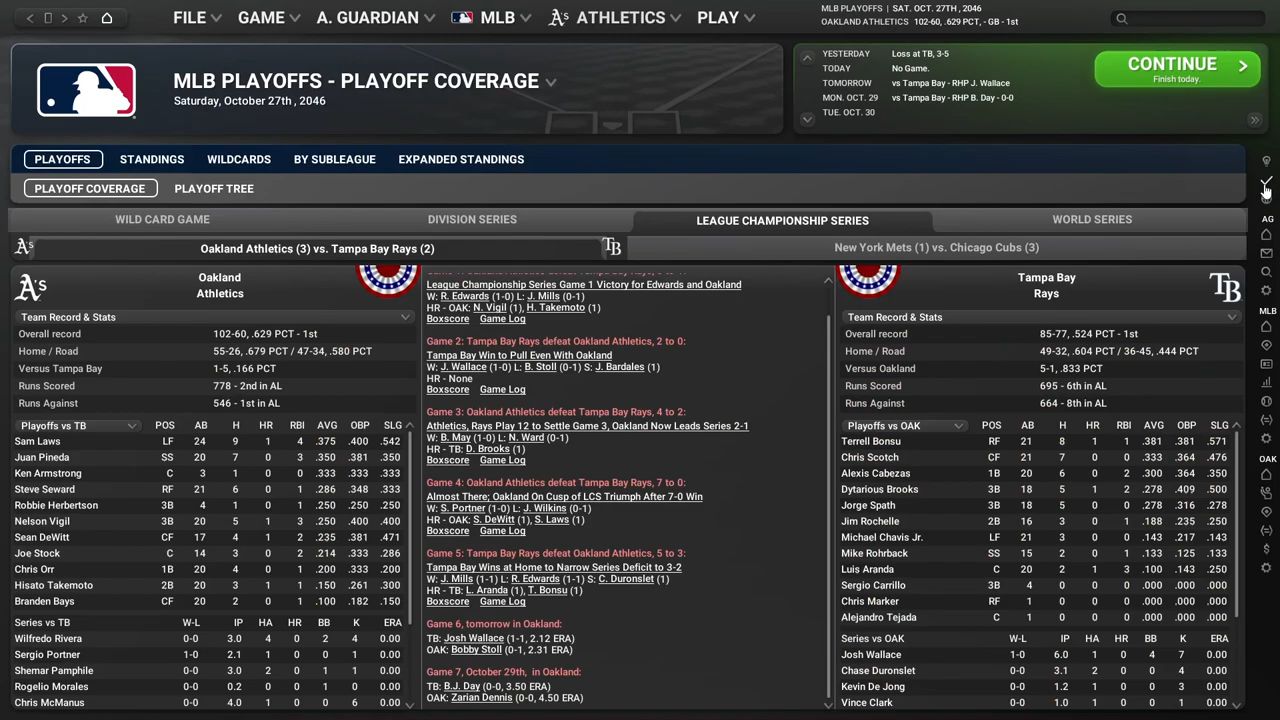 FILE GAME A. GUARDIAN MLB ATHLETICS PLAY
MLB PLAYOFFS | SAT. OCT. 27TH, 2046
OAKLAND ATHLETICS 102-60, .629 PCT, - GB - 1st
MLB PLAYOFFS - PLAYOFF COVERAGE
Saturday, October 27th , 2046
YESTERDAY Loss at TB, 3-5
TODAY No Game.
TOMORROW vs Tampa Bay - RHP J. Wallace
MON. OCT. 29 vs Tampa Bay - RHP B. Day - 0-0
TUE. OCT. 30
CONTINUE
Finish today.
PLAYOFFS STANDINGS WILDCARDS BY SUBLEAGUE EXPANDED STANDINGS
PLAYOFF COVERAGE PLAYOFF TREE
WILD CARD GAME DIVISION SERIES LEAGUE CHAMPIONSHIP SERIES WORLD SERIES
Oakland Athletics (3) vs. Tampa Bay Rays (2) New York Mets (1) vs. Chicago Cubs (3)
Oakland
Athletics
Team Record & Stats
Overall record 102-60, .629 PCT - 1st
Home / Road 55-26, .679 PCT / 47-34, .580 PCT
Versus Tampa Bay 1-5, .166 PCT
Runs Scored 778 - 2nd in AL
Runs Against 546 - 1st in AL
Playoffs vs TB POS AB H HR RBI AVG OBP SLG
Sam Laws LF 24 9 1 4 .375 .400 .542
Juan Pineda SS 20 7 0 3 .350 .381 .350
Ken Armstrong C 3 1 0 0 .333 .333 .333
Steve Seward RF 21 6 0 1 .286 .348 .333
Robbie Herbertson 3B 4 1 0 0 .250 .250 .250
Nelson Vigil 3B 20 5 1 3 .250 .400 .400
Sean DeWitt CF 17 4 1 2 .235 .381 .471
Joe Stock C 14 3 0 2 .214 .333 .286
Chris Orr 1B 20 4 0 0 .200 .333 .200
Hisato Takemoto 2B 20 3 1 1 .150 .261 .300
Branden Bays CF 20 2 0 0 .100 .182 .150
Series vs TB W-L IP HA HR BB K ERA
Wilfredo Rivera 0-0 3.0 4 0 2 4 0.00
Sergio Portner 1-0 2.1 0 0 0 1 0.00
Shemar Pamphile 0-0 3.0 2 0 1 1 0.00
Rogelio Morales 0-0 0.2 1 0 0 0 0.00
Chris McManus 0-0 4.0 1 0 0 6 0.00
League Championship Series Game 1 Victory for Edwards and Oakland
W: R. Edwards (1-0) L: J. Mills (0-1)
HR - OAK: N. Vigil (1), H. Takemoto (1)
Boxscore Game Log
Game 2: Tampa Bay Rays defeat Oakland Athletics, 2 to 0:
Tampa Bay Win to Pull Even With Oakland
W: J. Wallace (1-0) L: B. Stoll (0-1) S: J. Bardales (1)
HR - None
Boxscore Game Log
Game 3: Oakland Athletics defeat Tampa Bay Rays, 4 to 2:
Athletics, Rays Play 12 to Settle Game 3, Oakland Now Leads Series 2-1
W: B. May (1-0) L: N. Ward (0-1)
HR - TB: D. Brooks (1)
Boxscore Game Log
Game 4: Oakland Athletics defeat Tampa Bay Rays, 7 to 0:
Almost There; Oakland On Cusp of LCS Triumph After 7-0 Win
W: S. Portner (1-0) L: J. Wilkins (0-1)
HR - OAK: S. DeWitt (1), S. Laws (1)
Boxscore Game Log
Game 5: Tampa Bay Rays defeat Oakland Athletics, 5 to 3:
Tampa Bay Wins at Home to Narrow Series Deficit to 3-2
W: J. Mills (1-1) L: R. Edwards (1-1) S: C. Duronslet (1)
HR - TB: L. Aranda (1), T. Bonsu (1)
Boxscore Game Log
Game 6, tomorrow in Oakland:
TB: Josh Wallace (1-1, 2.12 ERA)
OAK: Bobby Stoll (0-1, 2.31 ERA)
Game 7, October 29th, in Oakland:
TB: B.J. Day (0-0, 3.50 ERA)
OAK: Zarian Dennis (0-0, 4.50 ERA)
Tampa Bay
Rays
Team Record & Stats
Overall record 85-77, .524 PCT - 1st
Home / Road 49-32, .604 PCT / 36-45, .444 PCT
Versus Oakland 5-1, .833 PCT
Runs Scored 695 - 6th in AL
Runs Against 664 - 8th in AL
Playoffs vs OAK POS AB H HR RBI AVG OBP SLG
Terrell Bonsu RF 21 8 1 1 .381 .381 .571
Chris Scotch CF 21 7 0 0 .333 .364 .476
Alexis Cabezas 1B 20 6 0 2 .300 .364 .350
Dytarious Brooks 3B 18 5 1 2 .278 .409 .500
Jorge Spath 3B 18 5 0 0 .278 .316 .278
Jim Rochelle 2B 16 3 0 1 .188 .235 .250
Michael Chavis Jr. LF 21 3 0 0 .143 .217 .143
Mike Rohrback SS 15 2 0 1 .133 .125 .133
Luis Aranda C 20 2 1 3 .100 .143 .250
Sergio Carrillo 3B 4 0 0 0 .000 .000 .000
Chris Marker RF 1 0 0 0 .000 .000 .000
Alejandro Tejada C 1 0 0 0 .000 .000 .000
Series vs OAK W-L IP HA HR BB K ERA
Josh Wallace 1-0 6.0 1 0 4 7 0.00
Chase Duronslet 0-0 3.1 2 0 0 4 0.00
Kevin De Jong 0-0 1.2 1 0 0 3 0.00
Vince Clark 0-0 1.0 1 0 0 1 0.00
AG
MLB
OAK